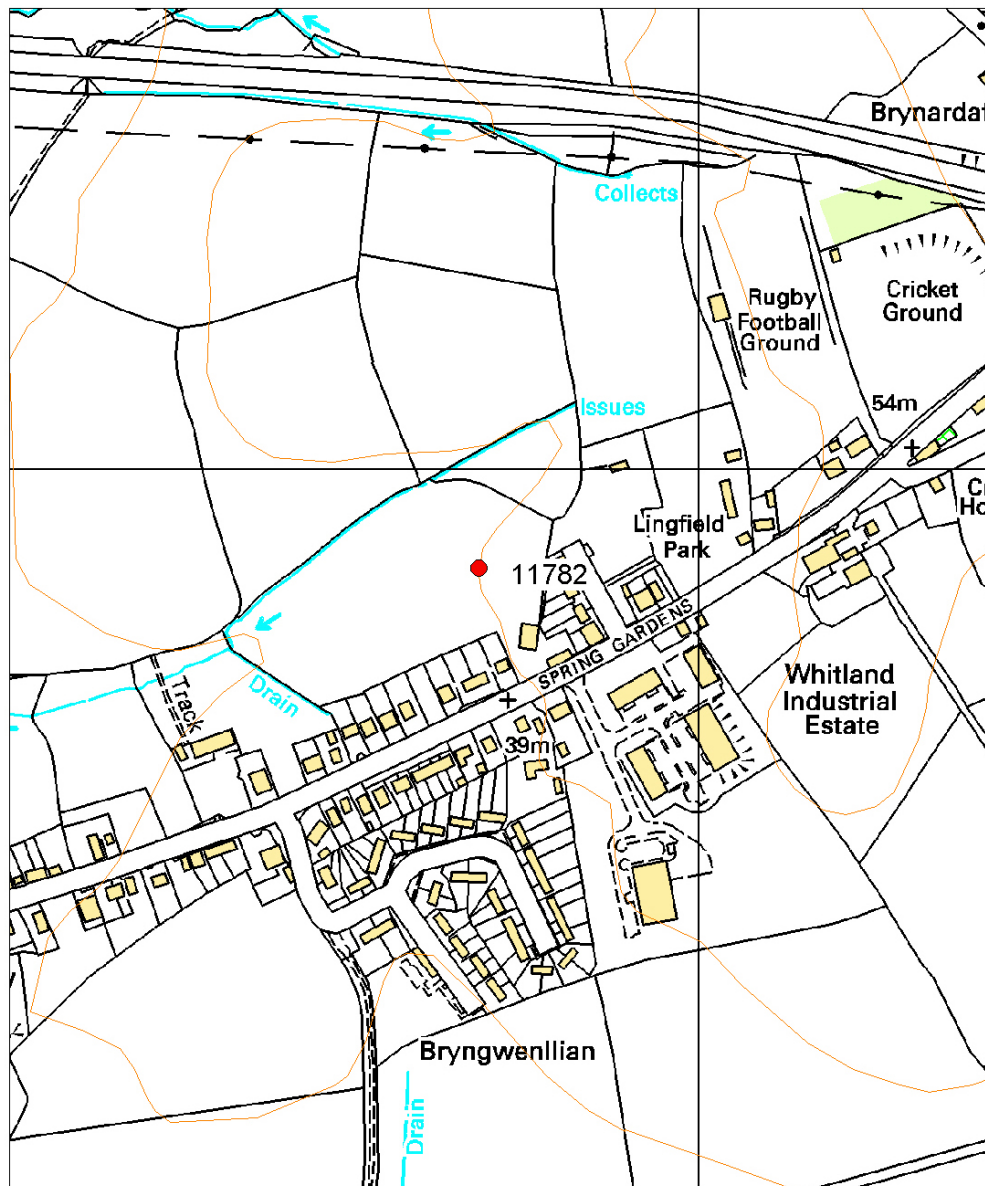 Brynardaf
Collects
Rugby
Football
Ground
Cricket
Ground
Issues
54m
Lingfield
Park
11782
SPRING GARDENS
Drain
Track
Whitland
Industrial
Estate
39m
Bryngwenllian
Drain